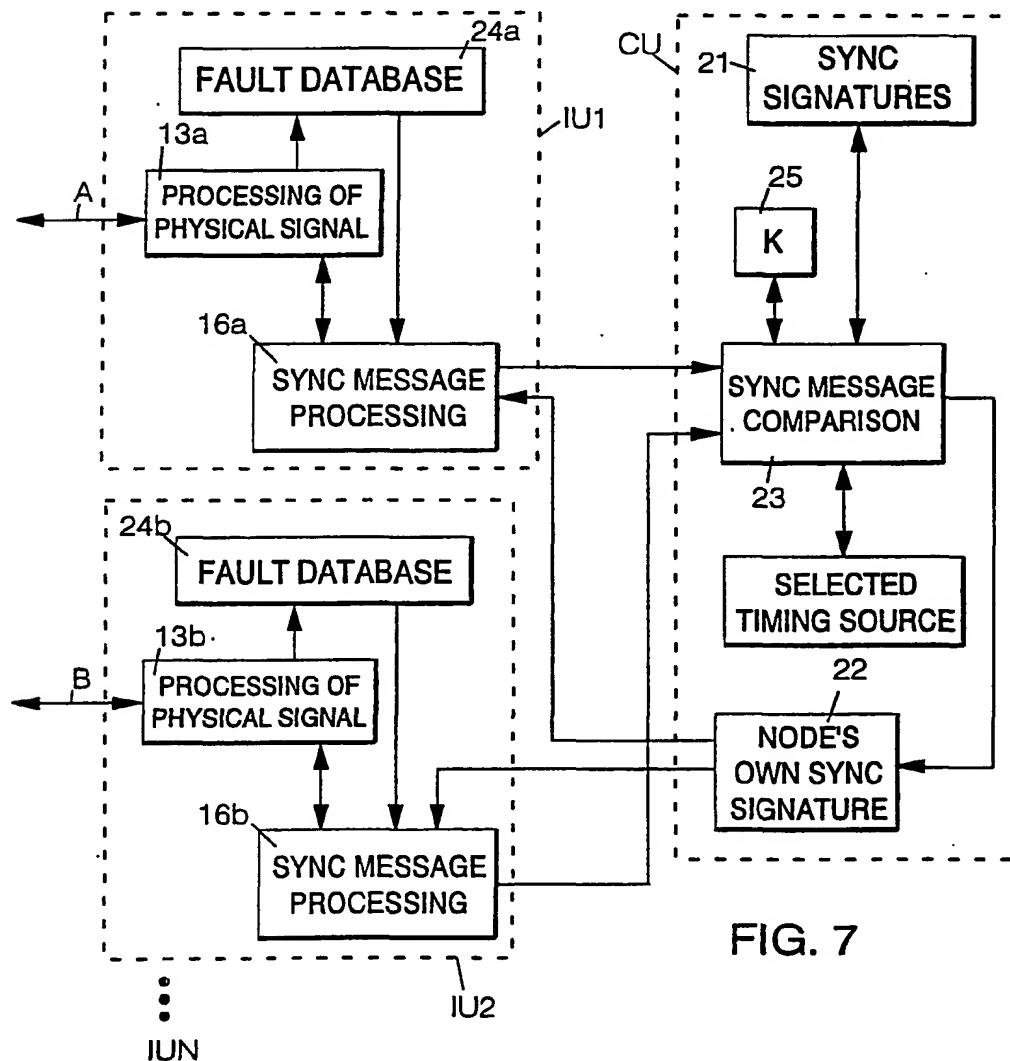 24a
FAULT DATABASE
IU1
13a
A
PROCESSING OF
PHYSICAL SIGNAL
16a
SYNC MESSAGE
PROCESSING
24b
FAULT DATABASE
13b
B
PROCESSING OF
PHYSICAL SIGNAL
16b
SYNC MESSAGE
PROCESSING
IU2
IUN
CU
21
SYNC
SIGNATURES
25
K
SYNC MESSAGE
COMPARISON
23
SELECTED
TIMING SOURCE
22
NODE'S
OWN SYNC
SIGNATURE
FIG. 7